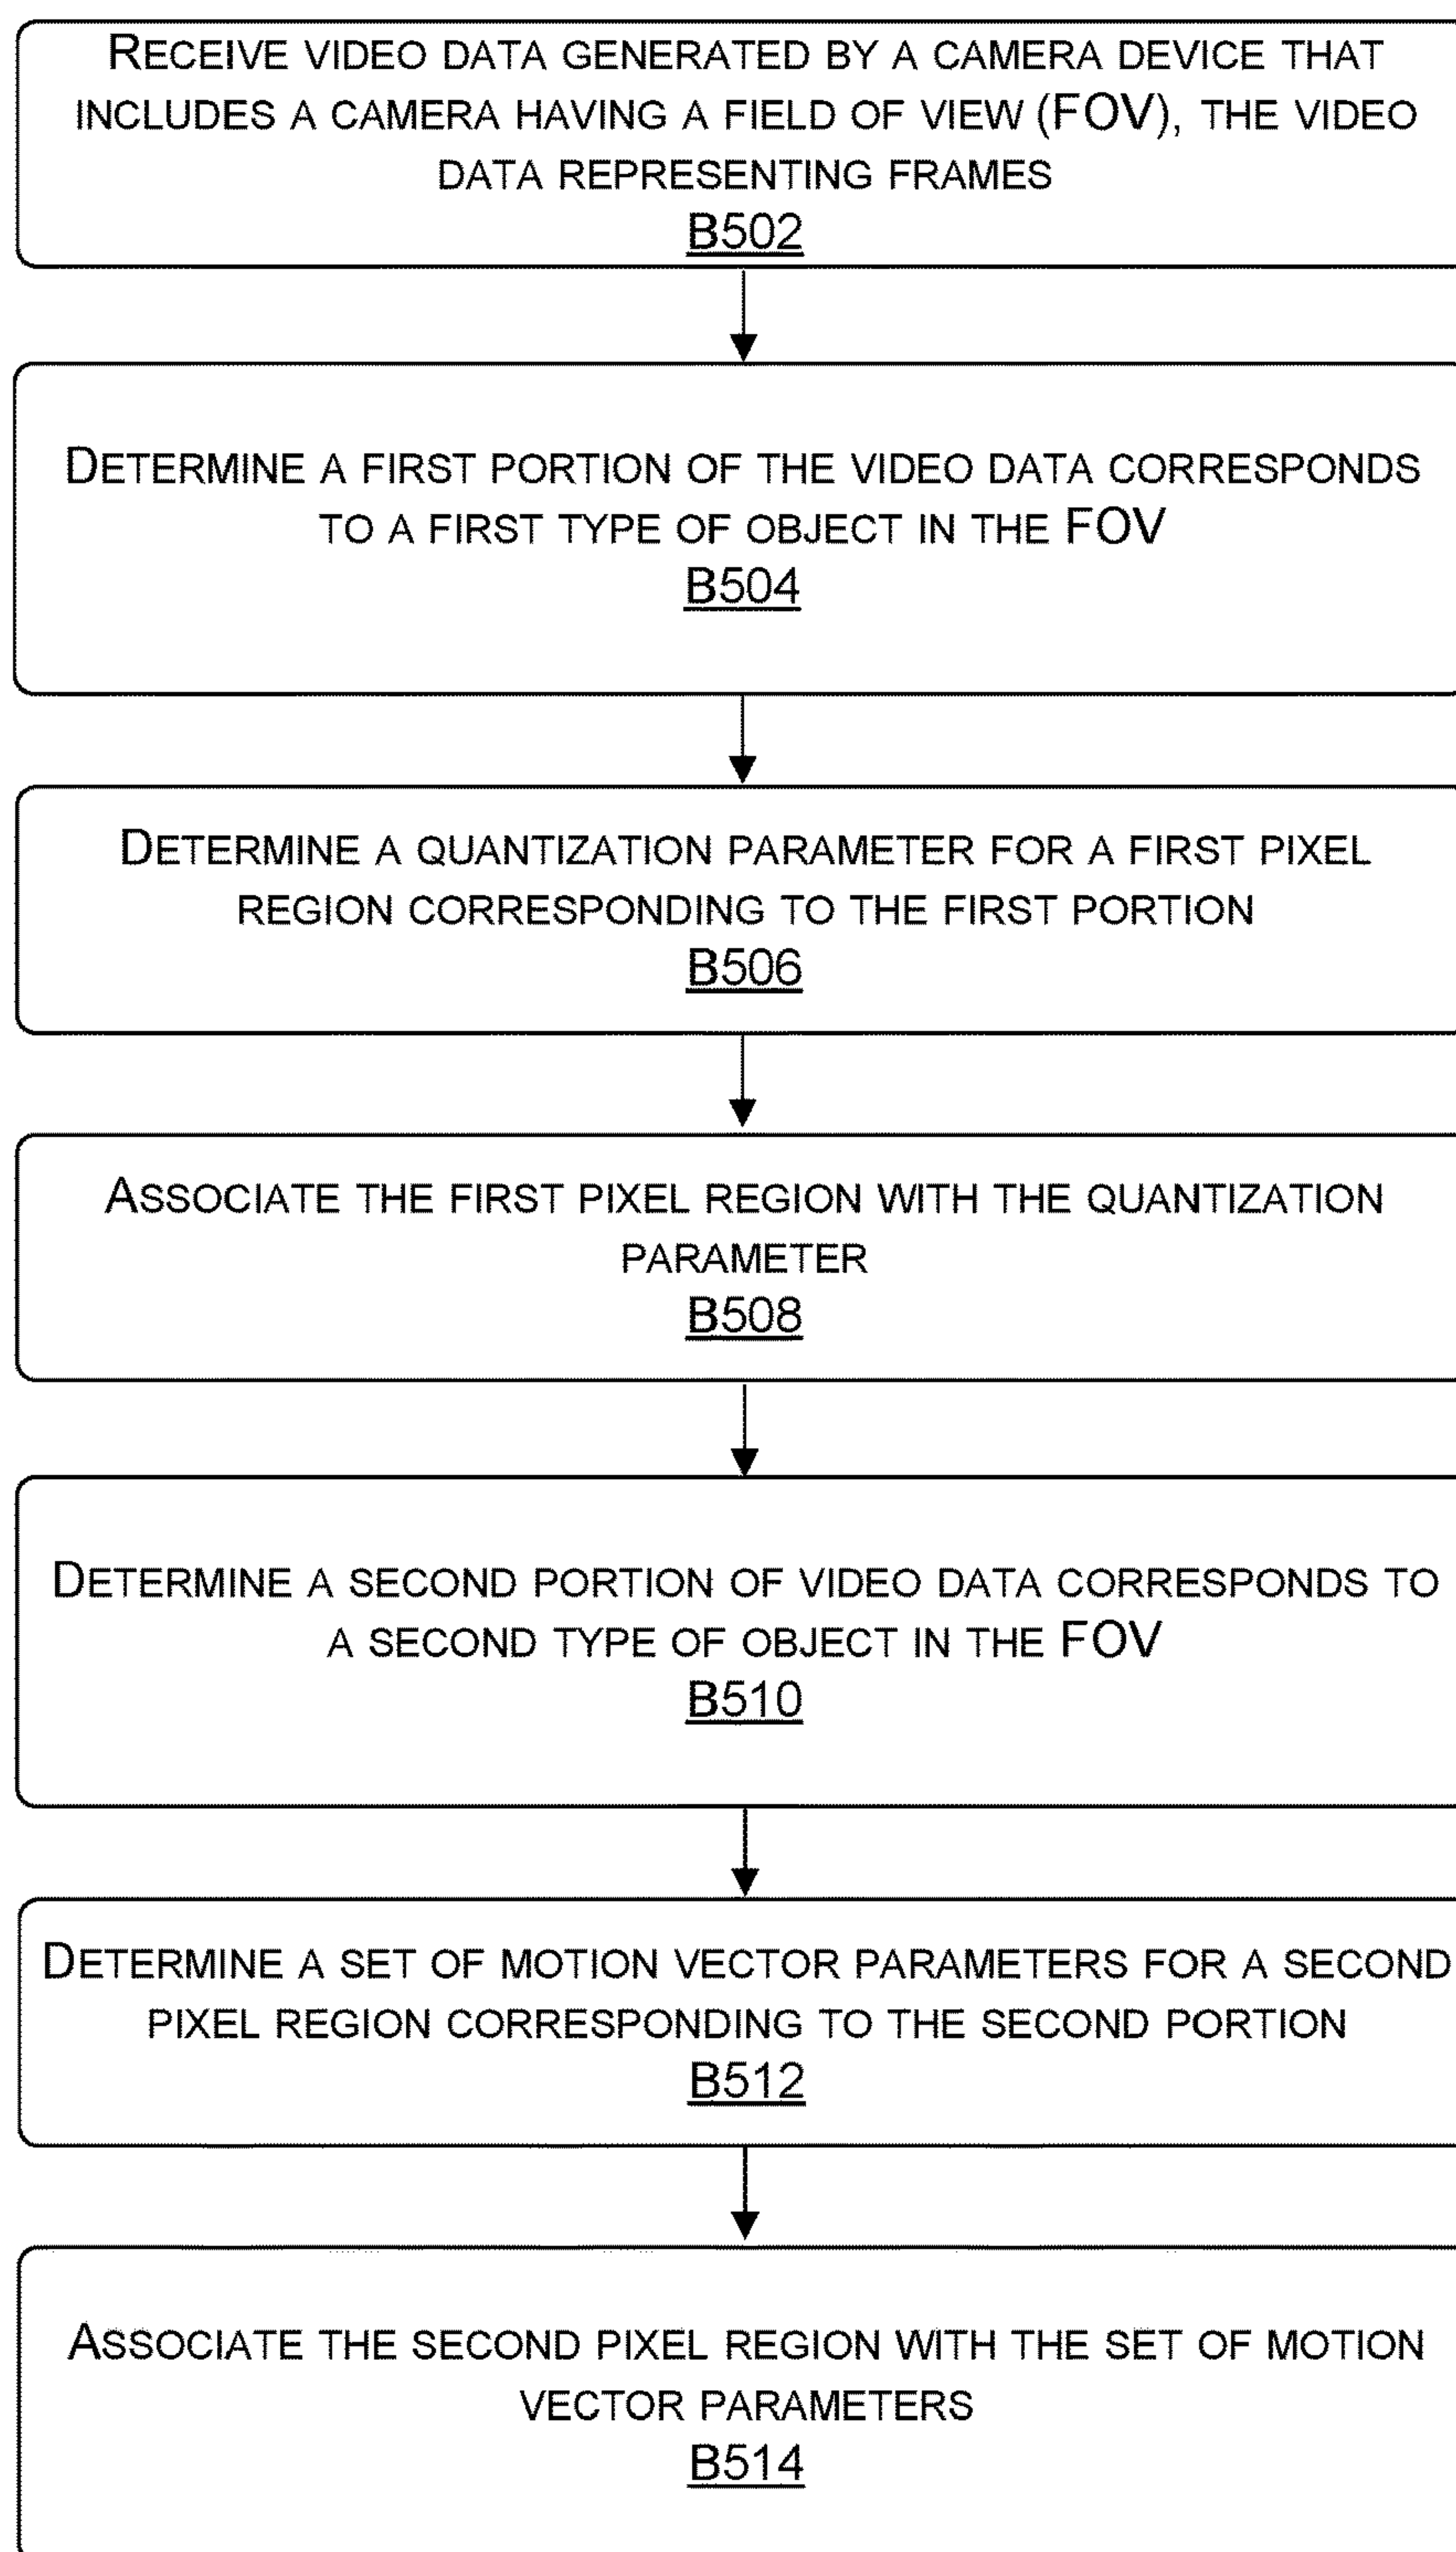 RECEIVE VIDEO DATA GENERATED BY A CAMERA DEVICE THAT
INCLUDES A CAMERA HAVING A FIELD OF VIEW (FOV), THE VIDEO
DATA REPRESENTING FRAMES
B502
DETERMINE A FIRST PORTION OF THE VIDEO DATA CORRESPONDS
TO A FIRST TYPE OF OBJECT IN THE FOV
B504
DETERMINE A QUANTIZATION PARAMETER FOR A FIRST PIXEL
REGION CORRESPONDING TO THE FIRST PORTION
B506
ASSOCIATE THE FIRST PIXEL REGION WITH THE QUANTIZATION
PARAMETER
B508
DETERMINE A SECOND PORTION OF VIDEO DATA CORRESPONDS TO
A SECOND TYPE OF OBJECT IN THE FOV
B510
DETERMINE A SET OF MOTION VECTOR PARAMETERS FOR A SECOND
PIXEL REGION CORRESPONDING TO THE SECOND PORTION
B512
ASSOCIATE THE SECOND PIXEL REGION WITH THE SET OF MOTION
VECTOR PARAMETERS
B514